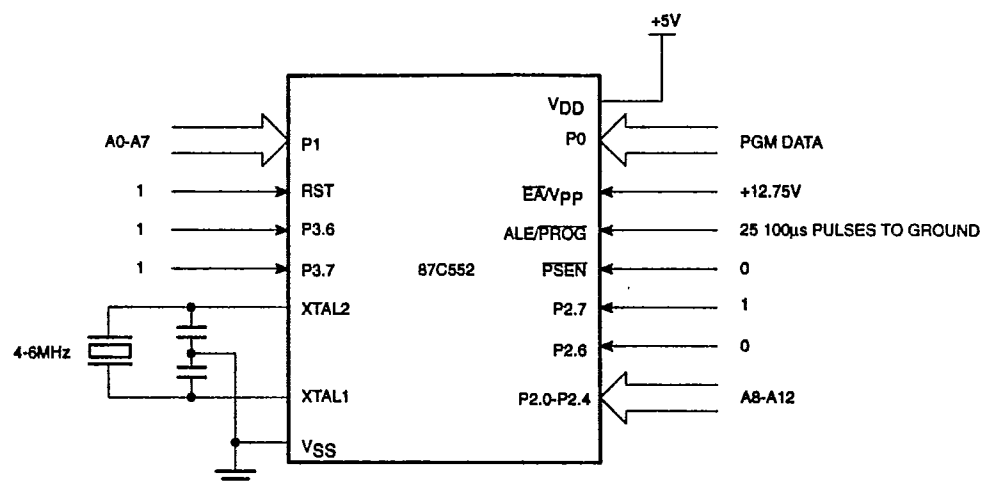 +5V
VDD
A0-A7
P1
P0
PGM DATA
1
RST
EA/VPP
+12.75V
1
P3.6
ALE/PROG
25 100µs PULSES TO GROUND
1
P3.7
87C552
PSEN
0
XTAL2
P2.7
1
4-6MHz
P2.6
0
XTAL1
P2.0-P2.4
A8-A12
VSS